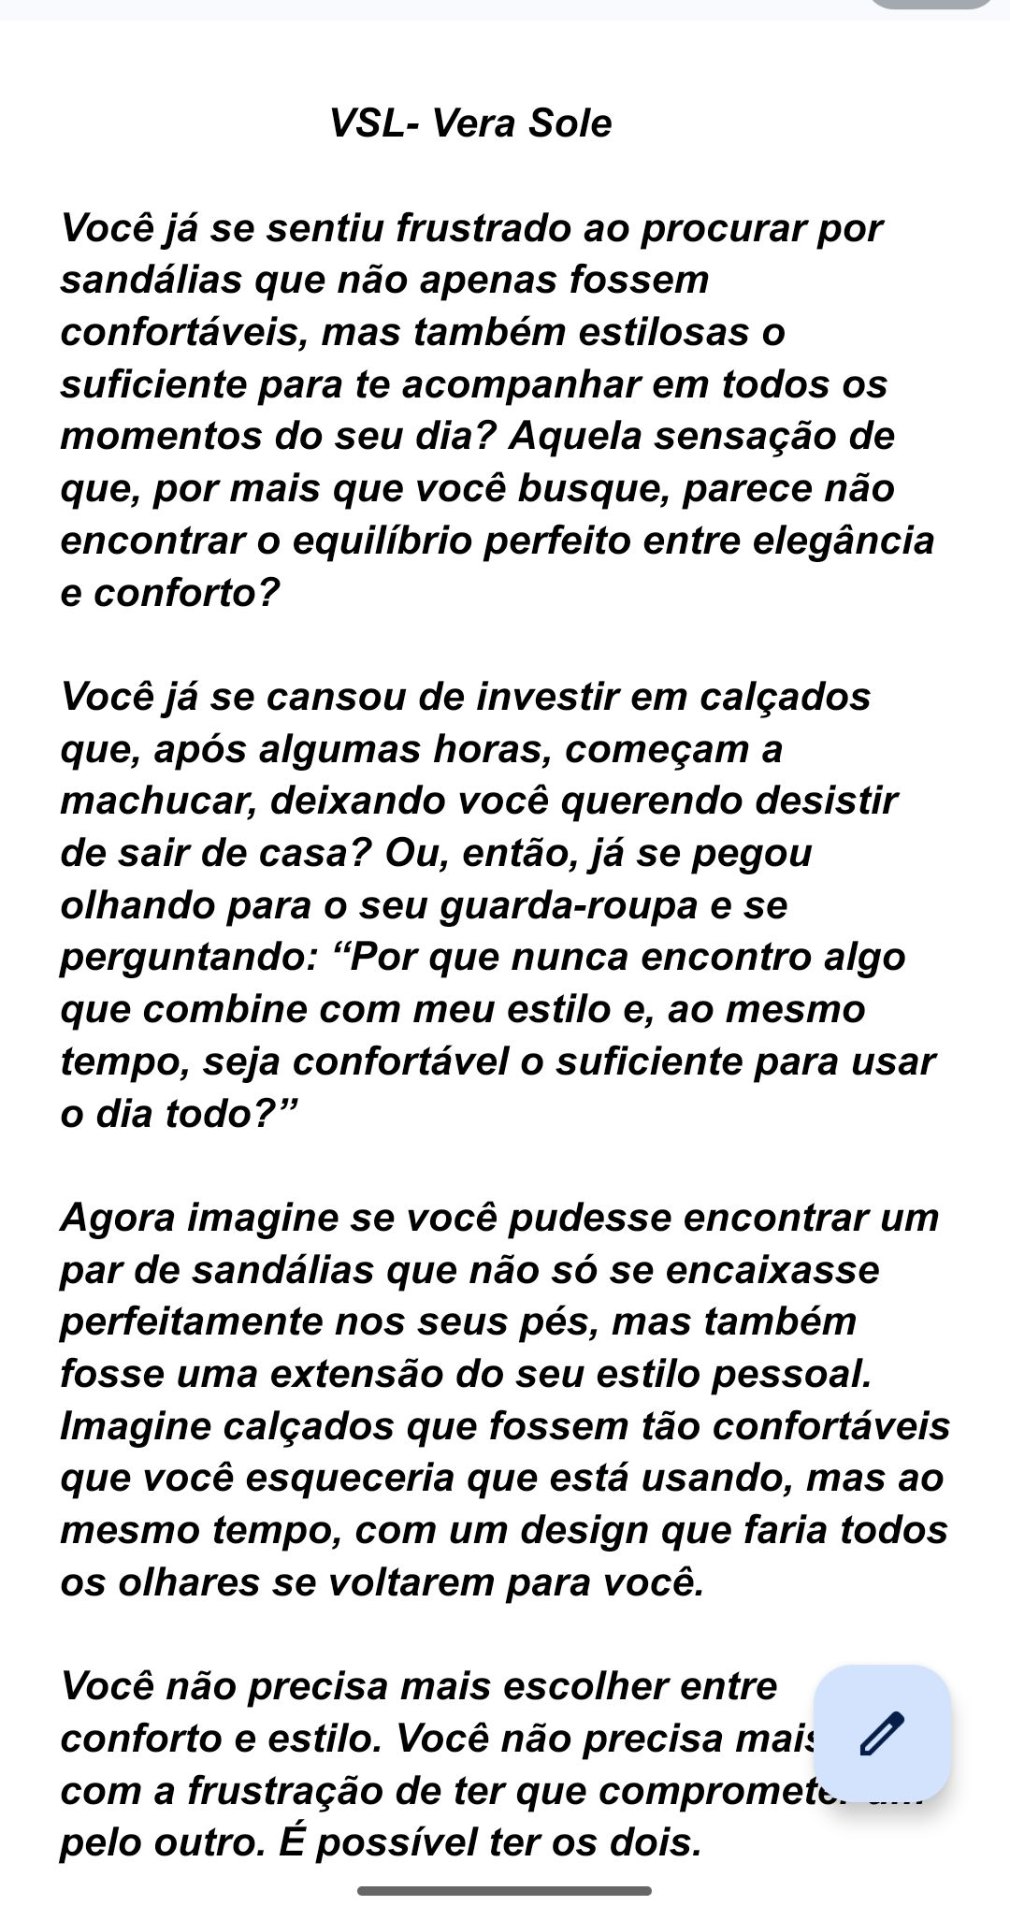 VSL- Vera Sole
Você já se sentiu frustrado ao procurar por
sandálias que não apenas fossem
confortáveis, mas também estilosas o
suficiente para te acompanhar em todos os
momentos do seu dia? Aquela sensação de
que, por mais que você busque, parece não
encontrar o equilíbrio perfeito entre elegância
e conforto?
Você já se cansou de investir em calçados
que, após algumas horas, começam a
machucar, deixando você querendo desistir
de sair de casa? Ou, então, já se pegou
olhando para o seu guarda-roupa e se
perguntando: “Por que nunca encontro algo
que combine com meu estilo e, ao mesmo
tempo, seja confortável o suficiente para usar
o dia todo?”
Agora imagine se você pudesse encontrar um
par de sandálias que não só se encaixasse
perfeitamente nos seus pés, mas também
fosse uma extensão do seu estilo pessoal.
Imagine calçados que fossem tão confortáveis
que você esqueceria que está usando, mas ao
mesmo tempo, com um design que faria todos
os olhares se voltarem para você.
Você não precisa mais escolher entre
conforto e estilo. Você não precisa mais
com a frustração de ter que comprometer
pelo outro. É possível ter os dois.